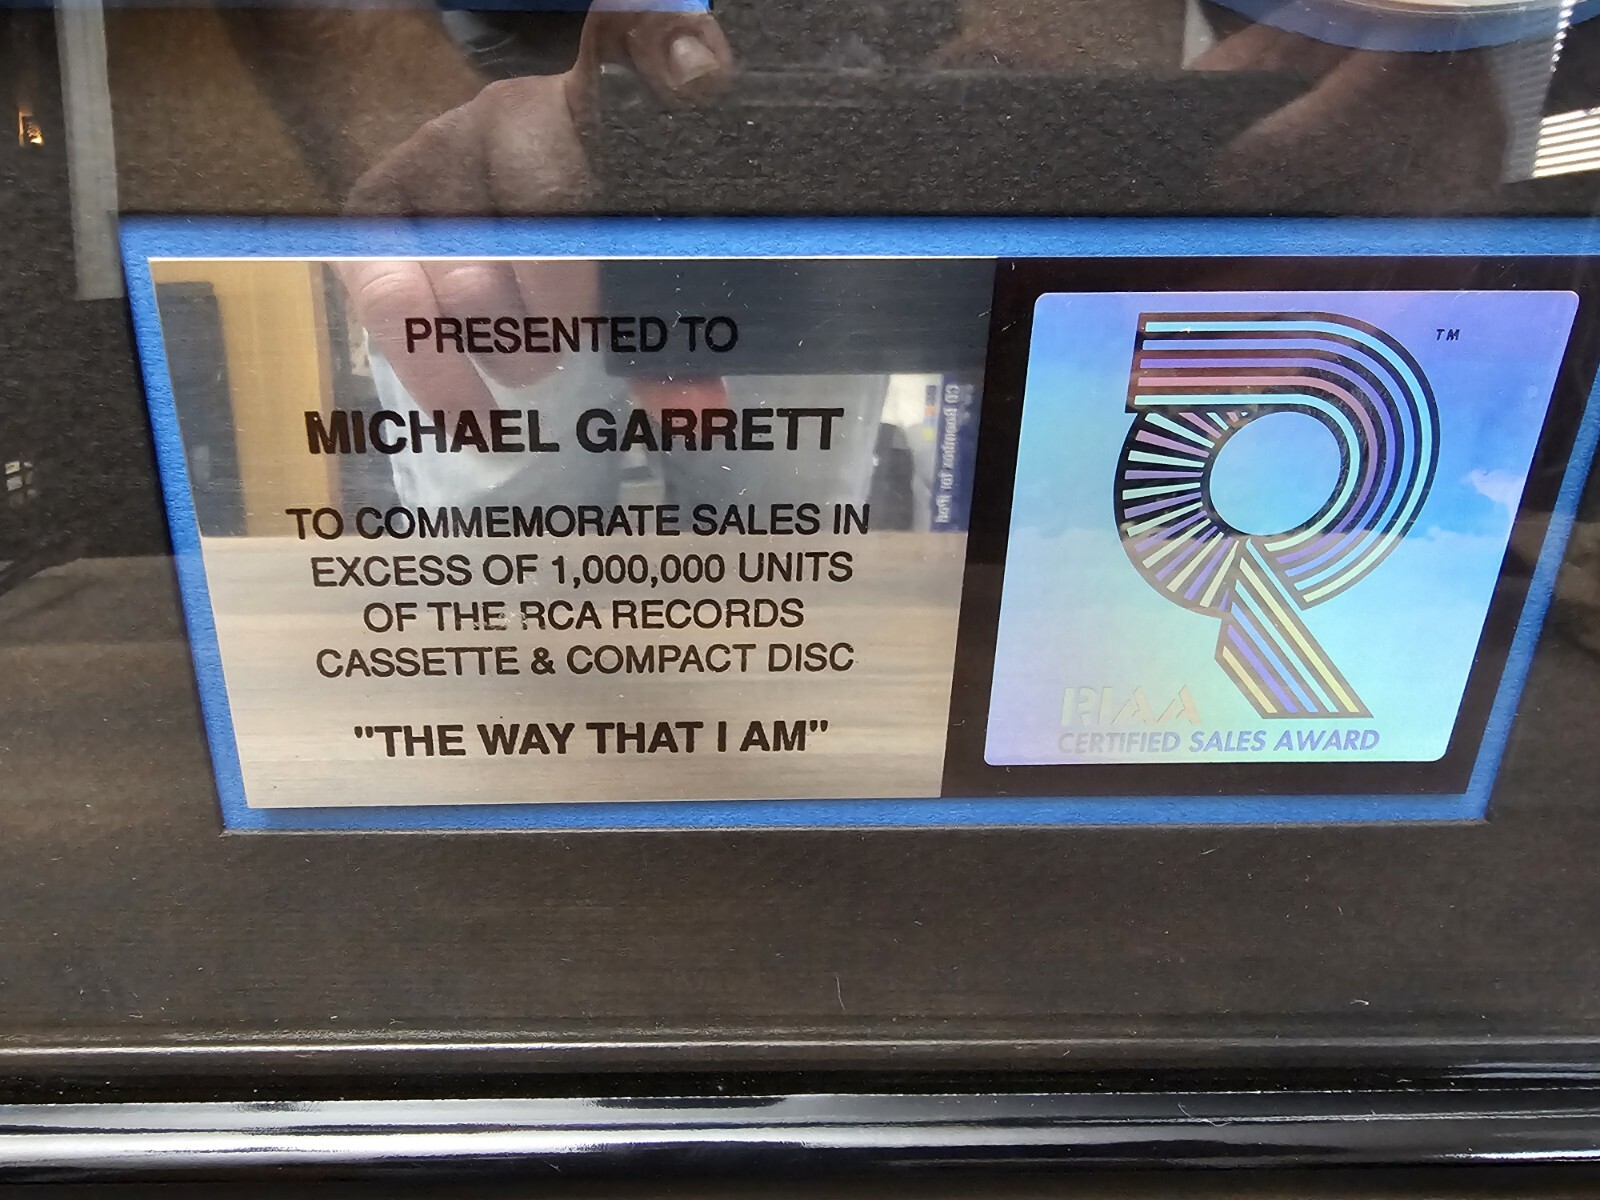 PRESENTED TO
MICHAEL GARRETT
TO COMMEMORATE SALES IN
EXCESS OF 1,000,000 UNITS
OF THE RCA RECORDS
CASSETTE & COMPACT DISC
"THE WAY THAT I AM"
TM
RIAA
CERTIFIED SALES AWARD